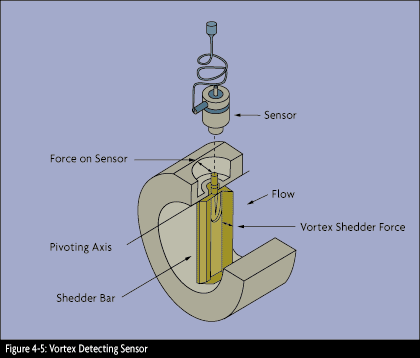 Sensor
Force on Sensor
Flow
Vortex Shedder Force
Pivoting Axis
Shedder Bar
Figure 4-5: Vortex Detecting Sensor